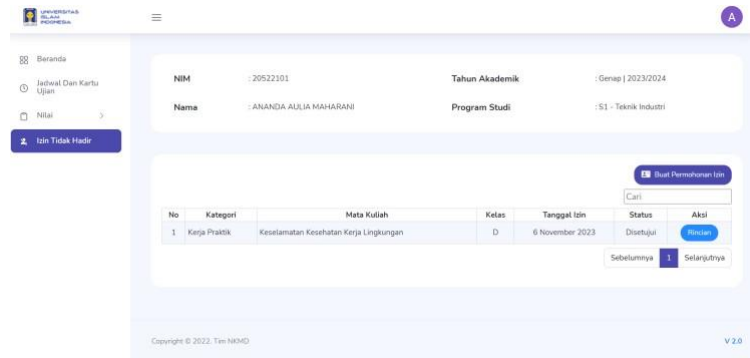 UNIVERSITAS
ISLAM
INDONESIA
A
Beranda
Jadwal Dan Kartu
Ujian
Nilai
Izin Tidak Hadir
NIM : 20522101 Tahun Akademik : Genap | 2023/2024
Nama : ANANDA AULIA MAHARANI Program Studi : S1 - Teknik Industri
Buat Permohonan Izin
Cari
No Kategori Mata Kuliah Kelas Tanggal Izin Status Aksi
1 Kerja Praktik Keselamatan Kesehatan Kerja Lingkungan D 6 November 2023 Disetujui Rincian
Sebelumnya 1 Selanjutnya
Copyright © 2022. Tim NKMD V 2.0